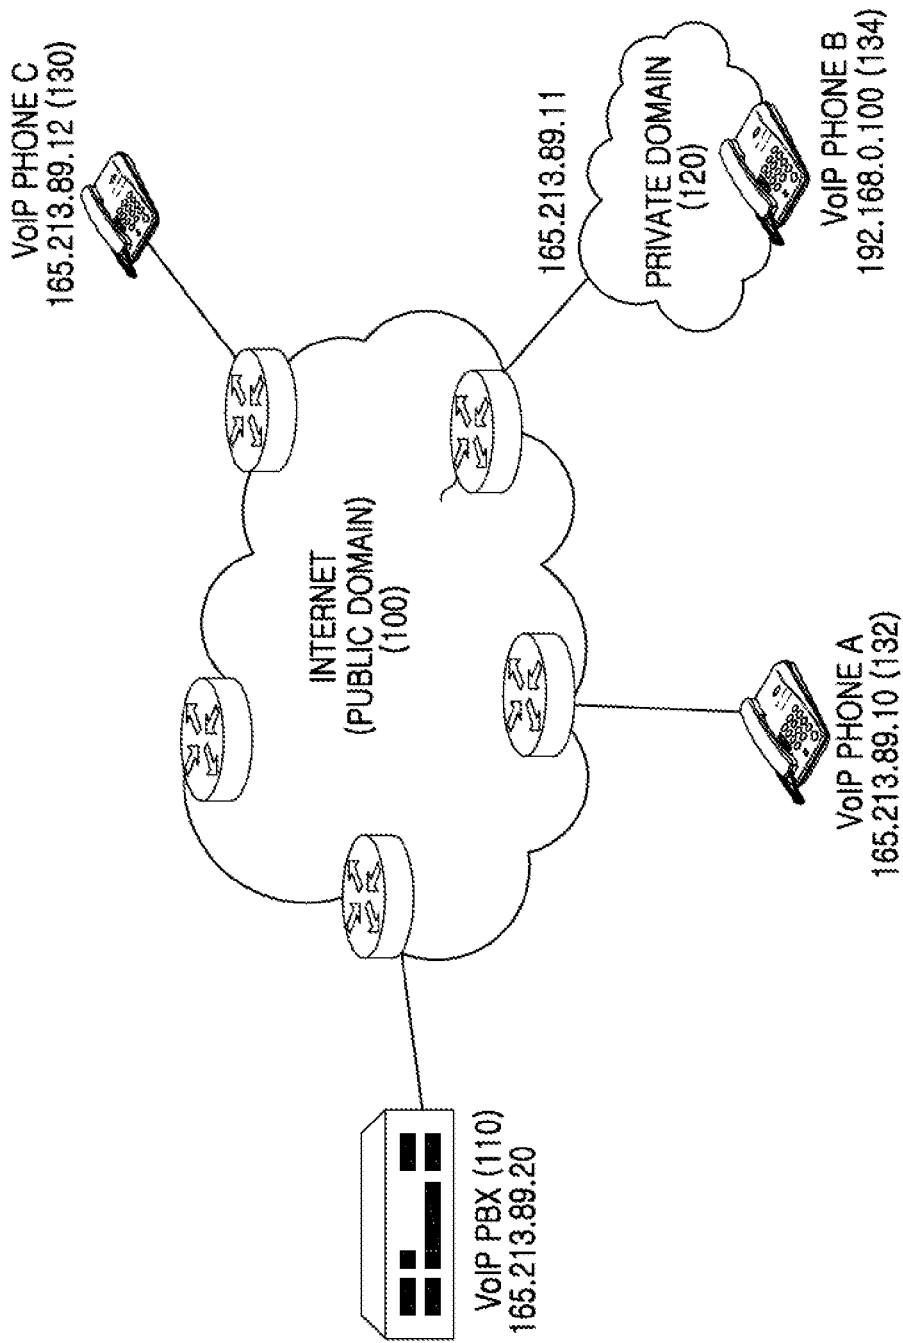 VoIP PHONE C
165.213.89.12 (130)
165.213.89.11
PRIVATE DOMAIN
(120)
VoIP PHONE B
192.168.0.100 (134)
INTERNET
(PUBLIC DOMAIN)
(100)
VoIP PHONE A
165.213.89.10 (132)
VoIP PBX (110)
165.213.89.20